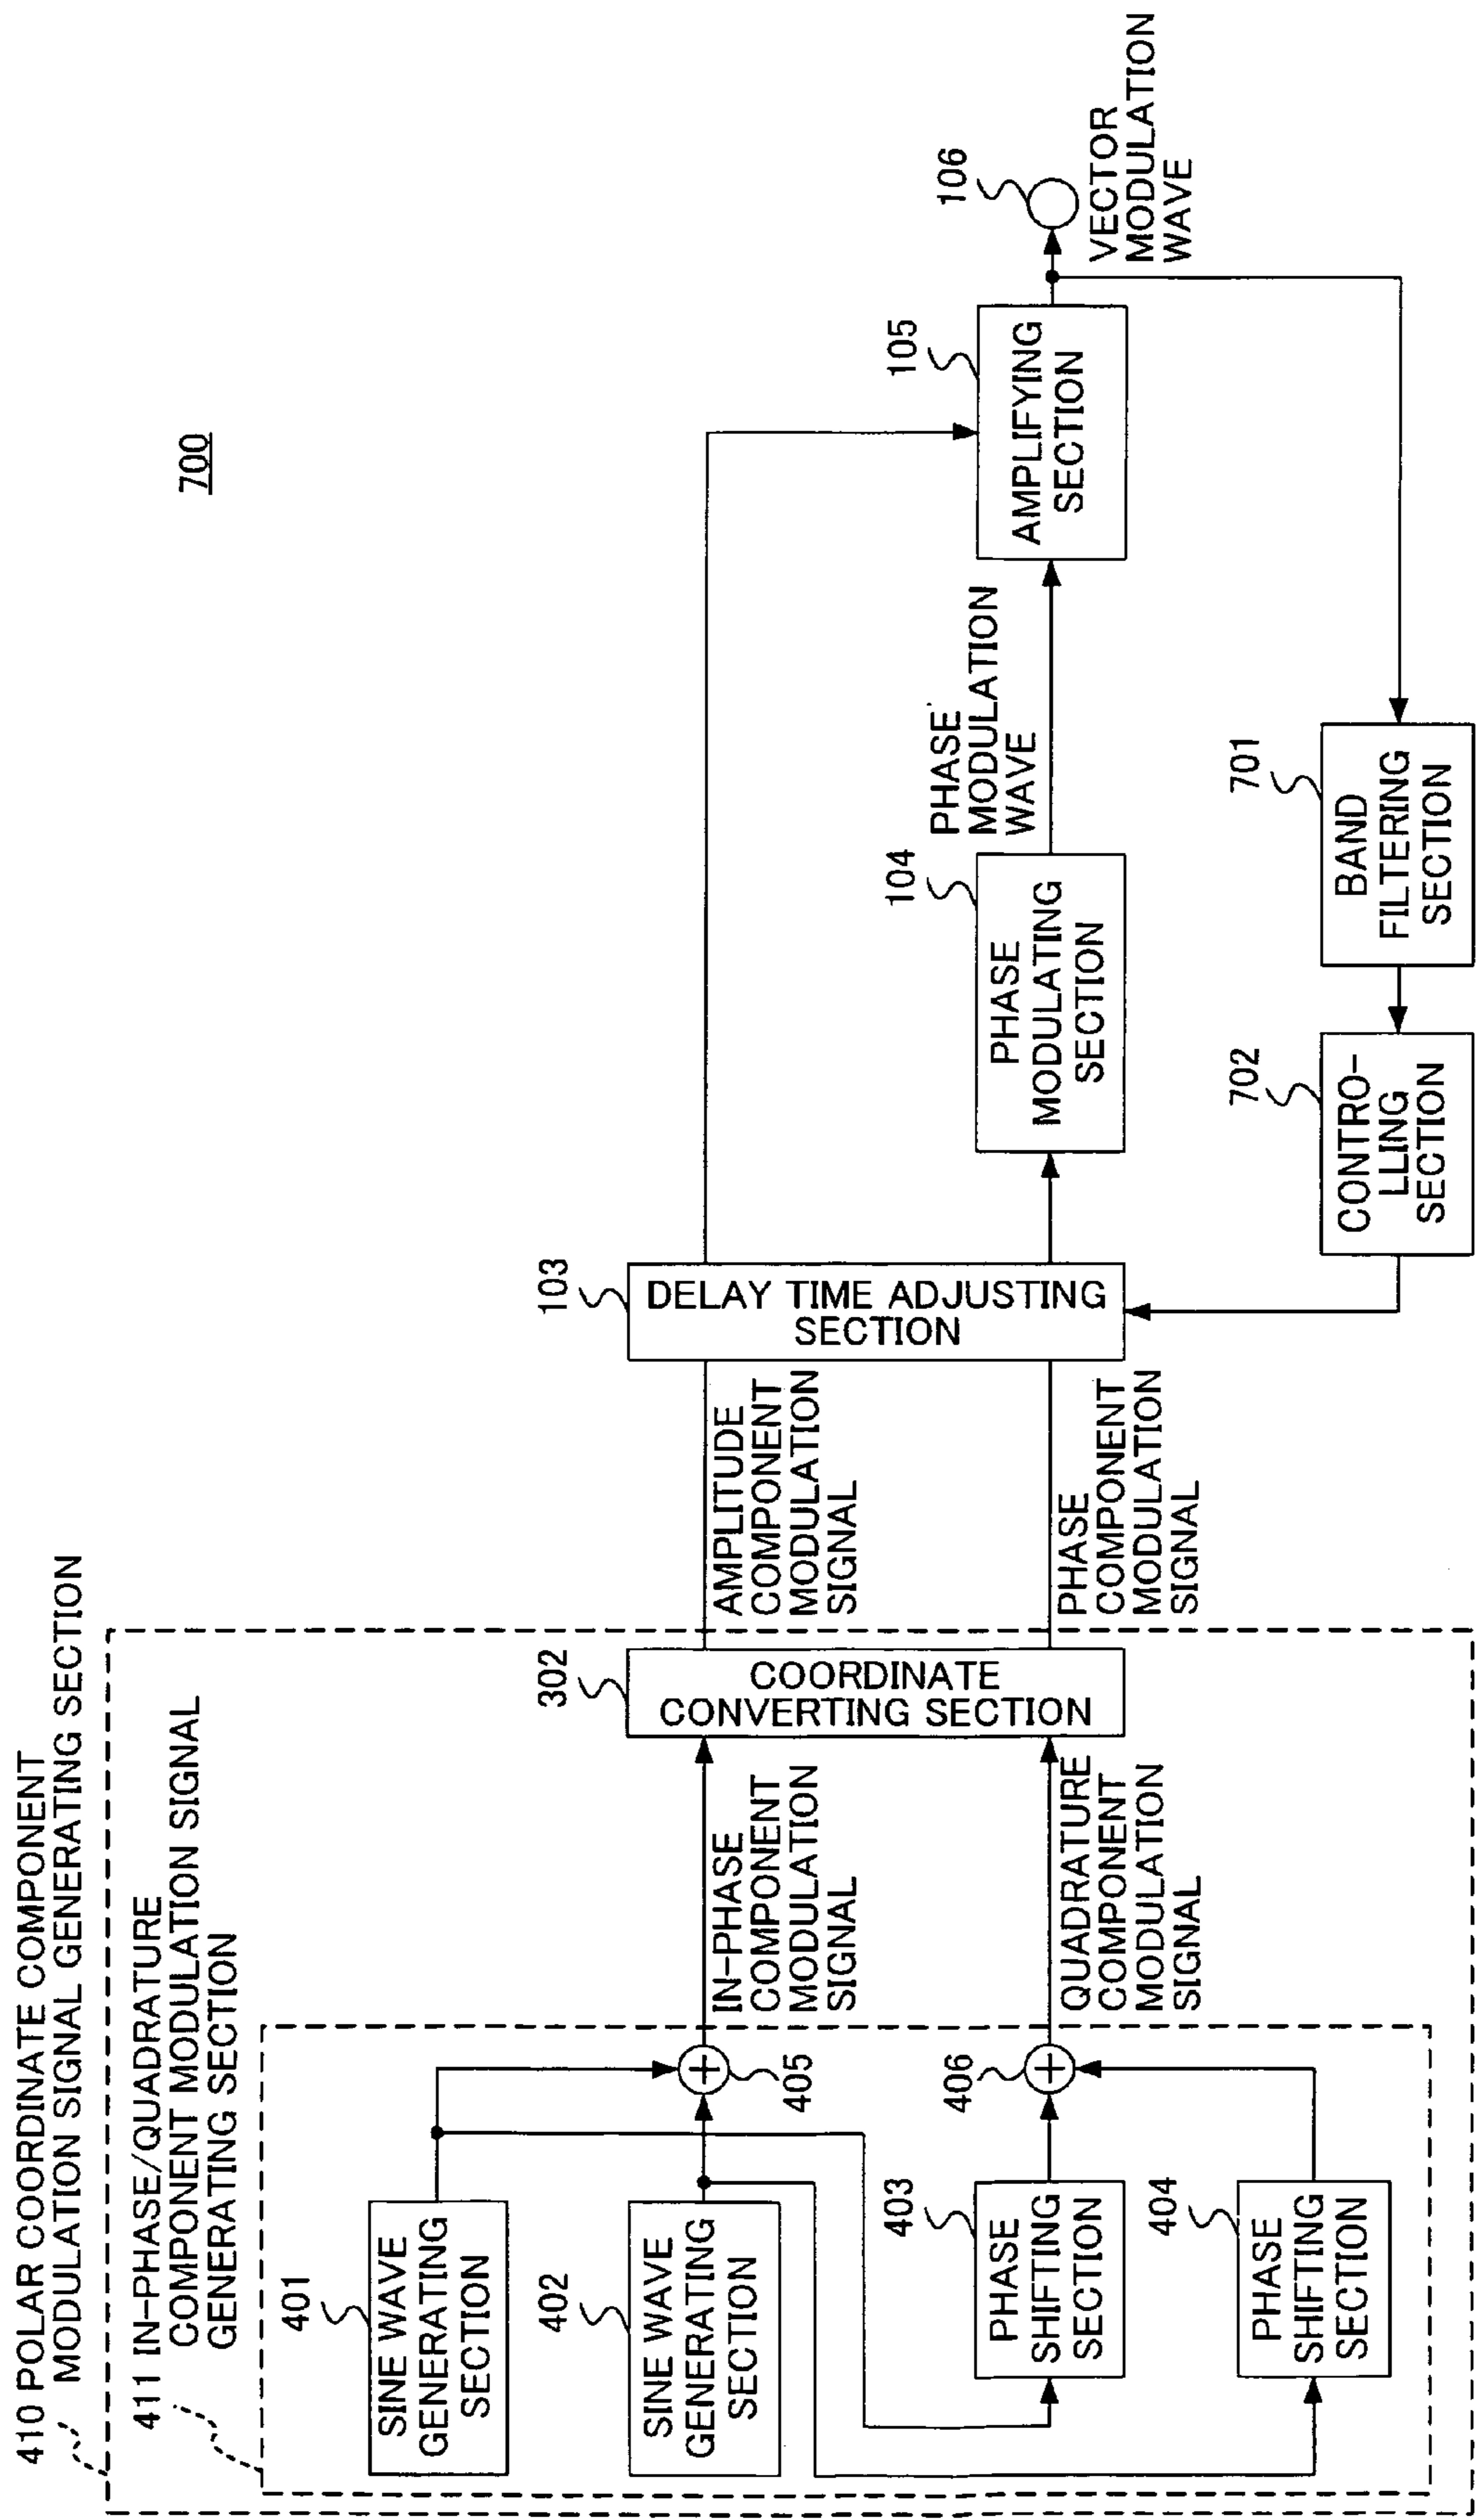 700
410 POLAR COORDINATE COMPONENT
MODULATION SIGNAL GENERATING SECTION
411 IN-PHASE/QUADRATURE
COMPONENT MODULATION SIGNAL
GENERATING SECTION
401
SINE WAVE
GENERATING
SECTION
402
SINE WAVE
GENERATING
SECTION
403
PHASE
SHIFTING
SECTION
404
PHASE
SHIFTING
SECTION
405
406
IN-PHASE
COMPONENT
MODULATION
SIGNAL
QUADRATURE
COMPONENT
MODULATION
SIGNAL
302
COORDINATE
CONVERTING SECTION
AMPLITUDE
COMPONENT
MODULATION
SIGNAL
PHASE
COMPONENT
MODULATION
SIGNAL
103
DELAY TIME ADJUSTING
SECTION
104
PHASE
MODULATING
SECTION
PHASE
MODULATION
WAVE
105
AMPLIFYING
SECTION
106
VECTOR
MODULATION
WAVE
701
BAND
FILTERING
SECTION
702
CONTRO-
LLING
SECTION